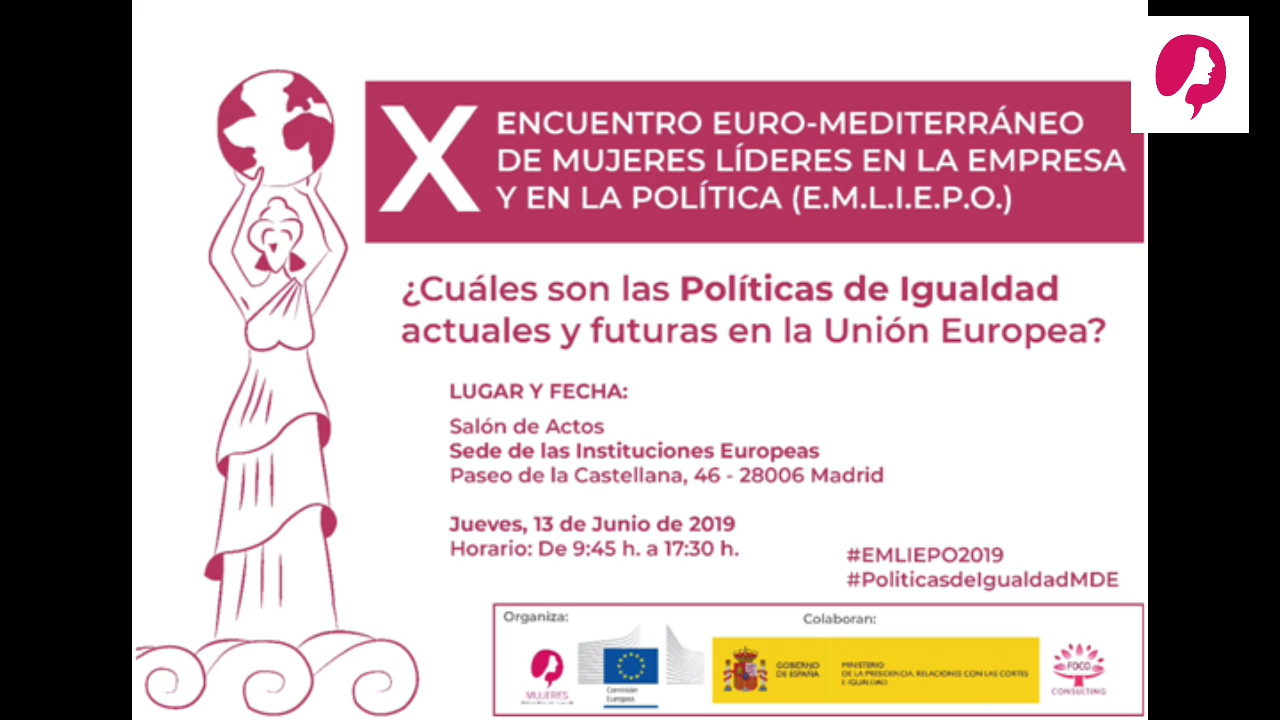 X
ENCUENTRO EURO-MEDITERRÁNEO
DE MUJERES LÍDERES EN LA EMPRESA
Y EN LA POLÍTICA (E.M.L.I.E.P.O.)
¿Cuáles son las Políticas de Igualdad
actuales y futuras en la Unión Europea?
LUGAR Y FECHA:
Salón de Actos
Sede de las Instituciones Europeas
Paseo de la Castellana, 46 - 28006 Madrid
Jueves, 13 de Junio de 2019
Horario: De 9:45 h. a 17:30 h.
#EMLIEPO2019
#PoliticasdeIgualdadMDE
Organiza:
Colaboran:
MUJERES
Comisión
Europea
GOBIERNO
DE ESPAÑA
MINISTERIO
DE LA PRESIDENCIA, RELACIONES CON LAS CORTES
E IGUALDAD
FOCO
CONSULTING